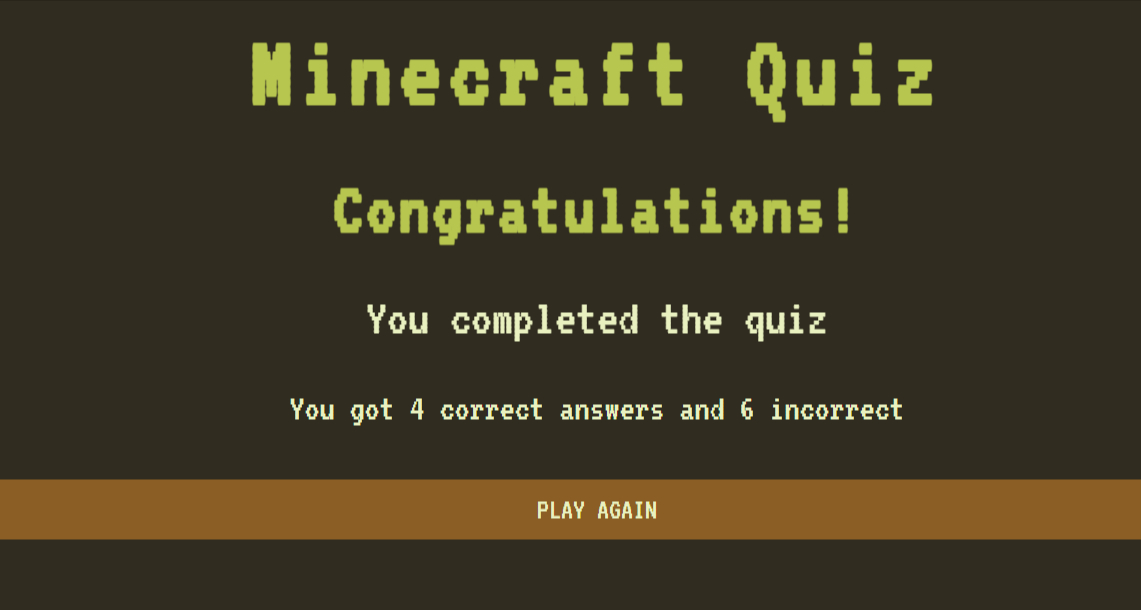 Minecraft Quiz
Congratulations!
You completed the quiz
You got 4 correct answers and 6 incorrect
PLAY AGAIN